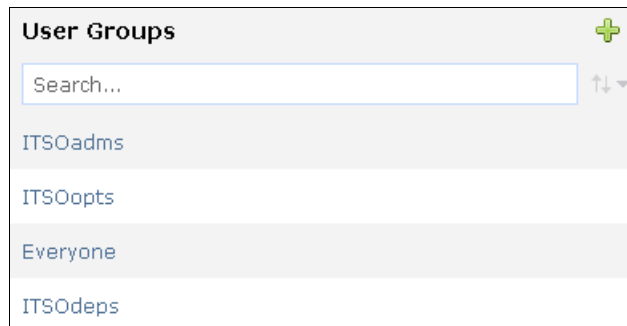 User Groups
Search...
ITSOadms
ITSOopts
Everyone
ITSOdeps